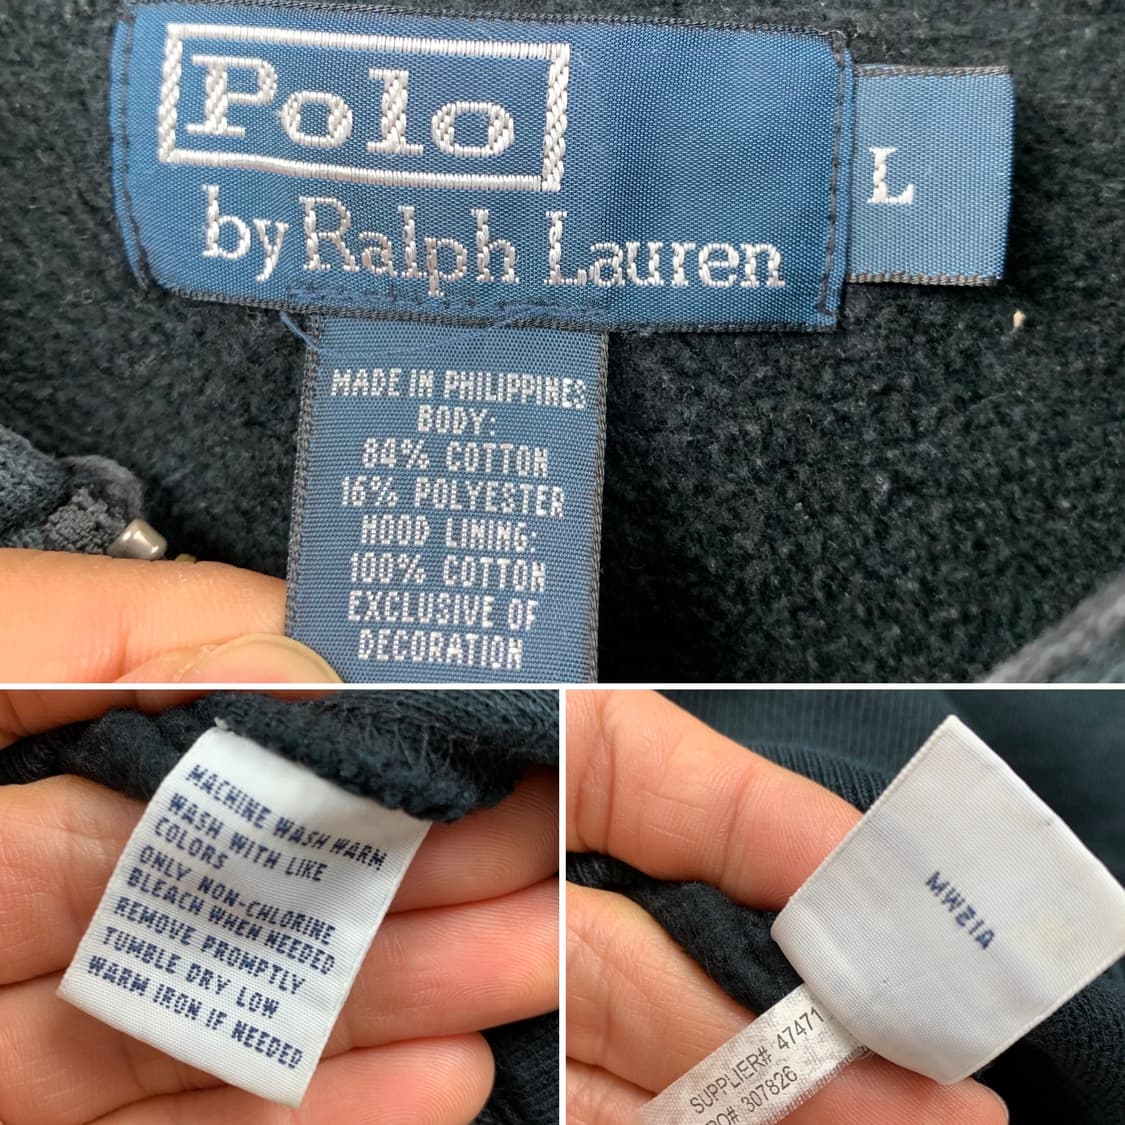 Polo
by Ralph Lauren
L
MADE IN PHILIPPINES
BODY:
84% COTTON
16% POLYESTER
HOOD LINING:
100% COTTON
EXCLUSIVE OF
DECORATION
MACHINE WASH WARM
WASH WITH LIKE
COLORS
ONLY NON-CHLORINE
BLEACH WHEN NEEDED
REMOVE PROMPTLY
TUMBLE DRY LOW
WARM IRON IF NEEDED
SUPPLIER# 47471
PO# 307826